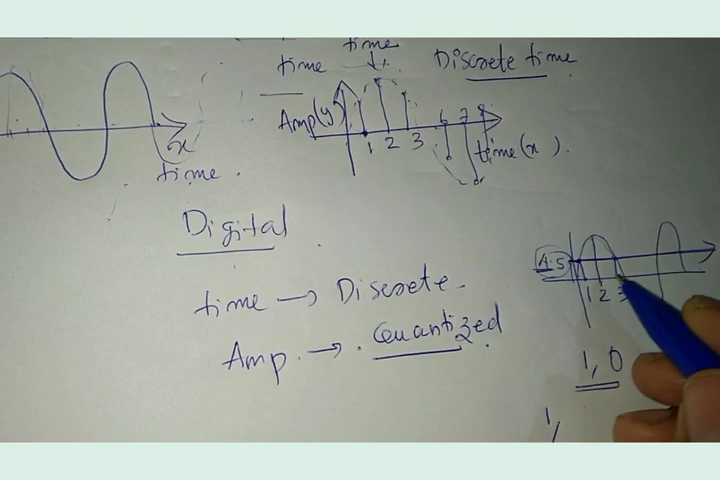 time
time
Discrete time
Amp(y)
1 2 3 6 7 8
x
time(x).
time.
Digital
time → Discrete.
4.5
1 2 3
Amp. → . Quantized
1, 0
1,